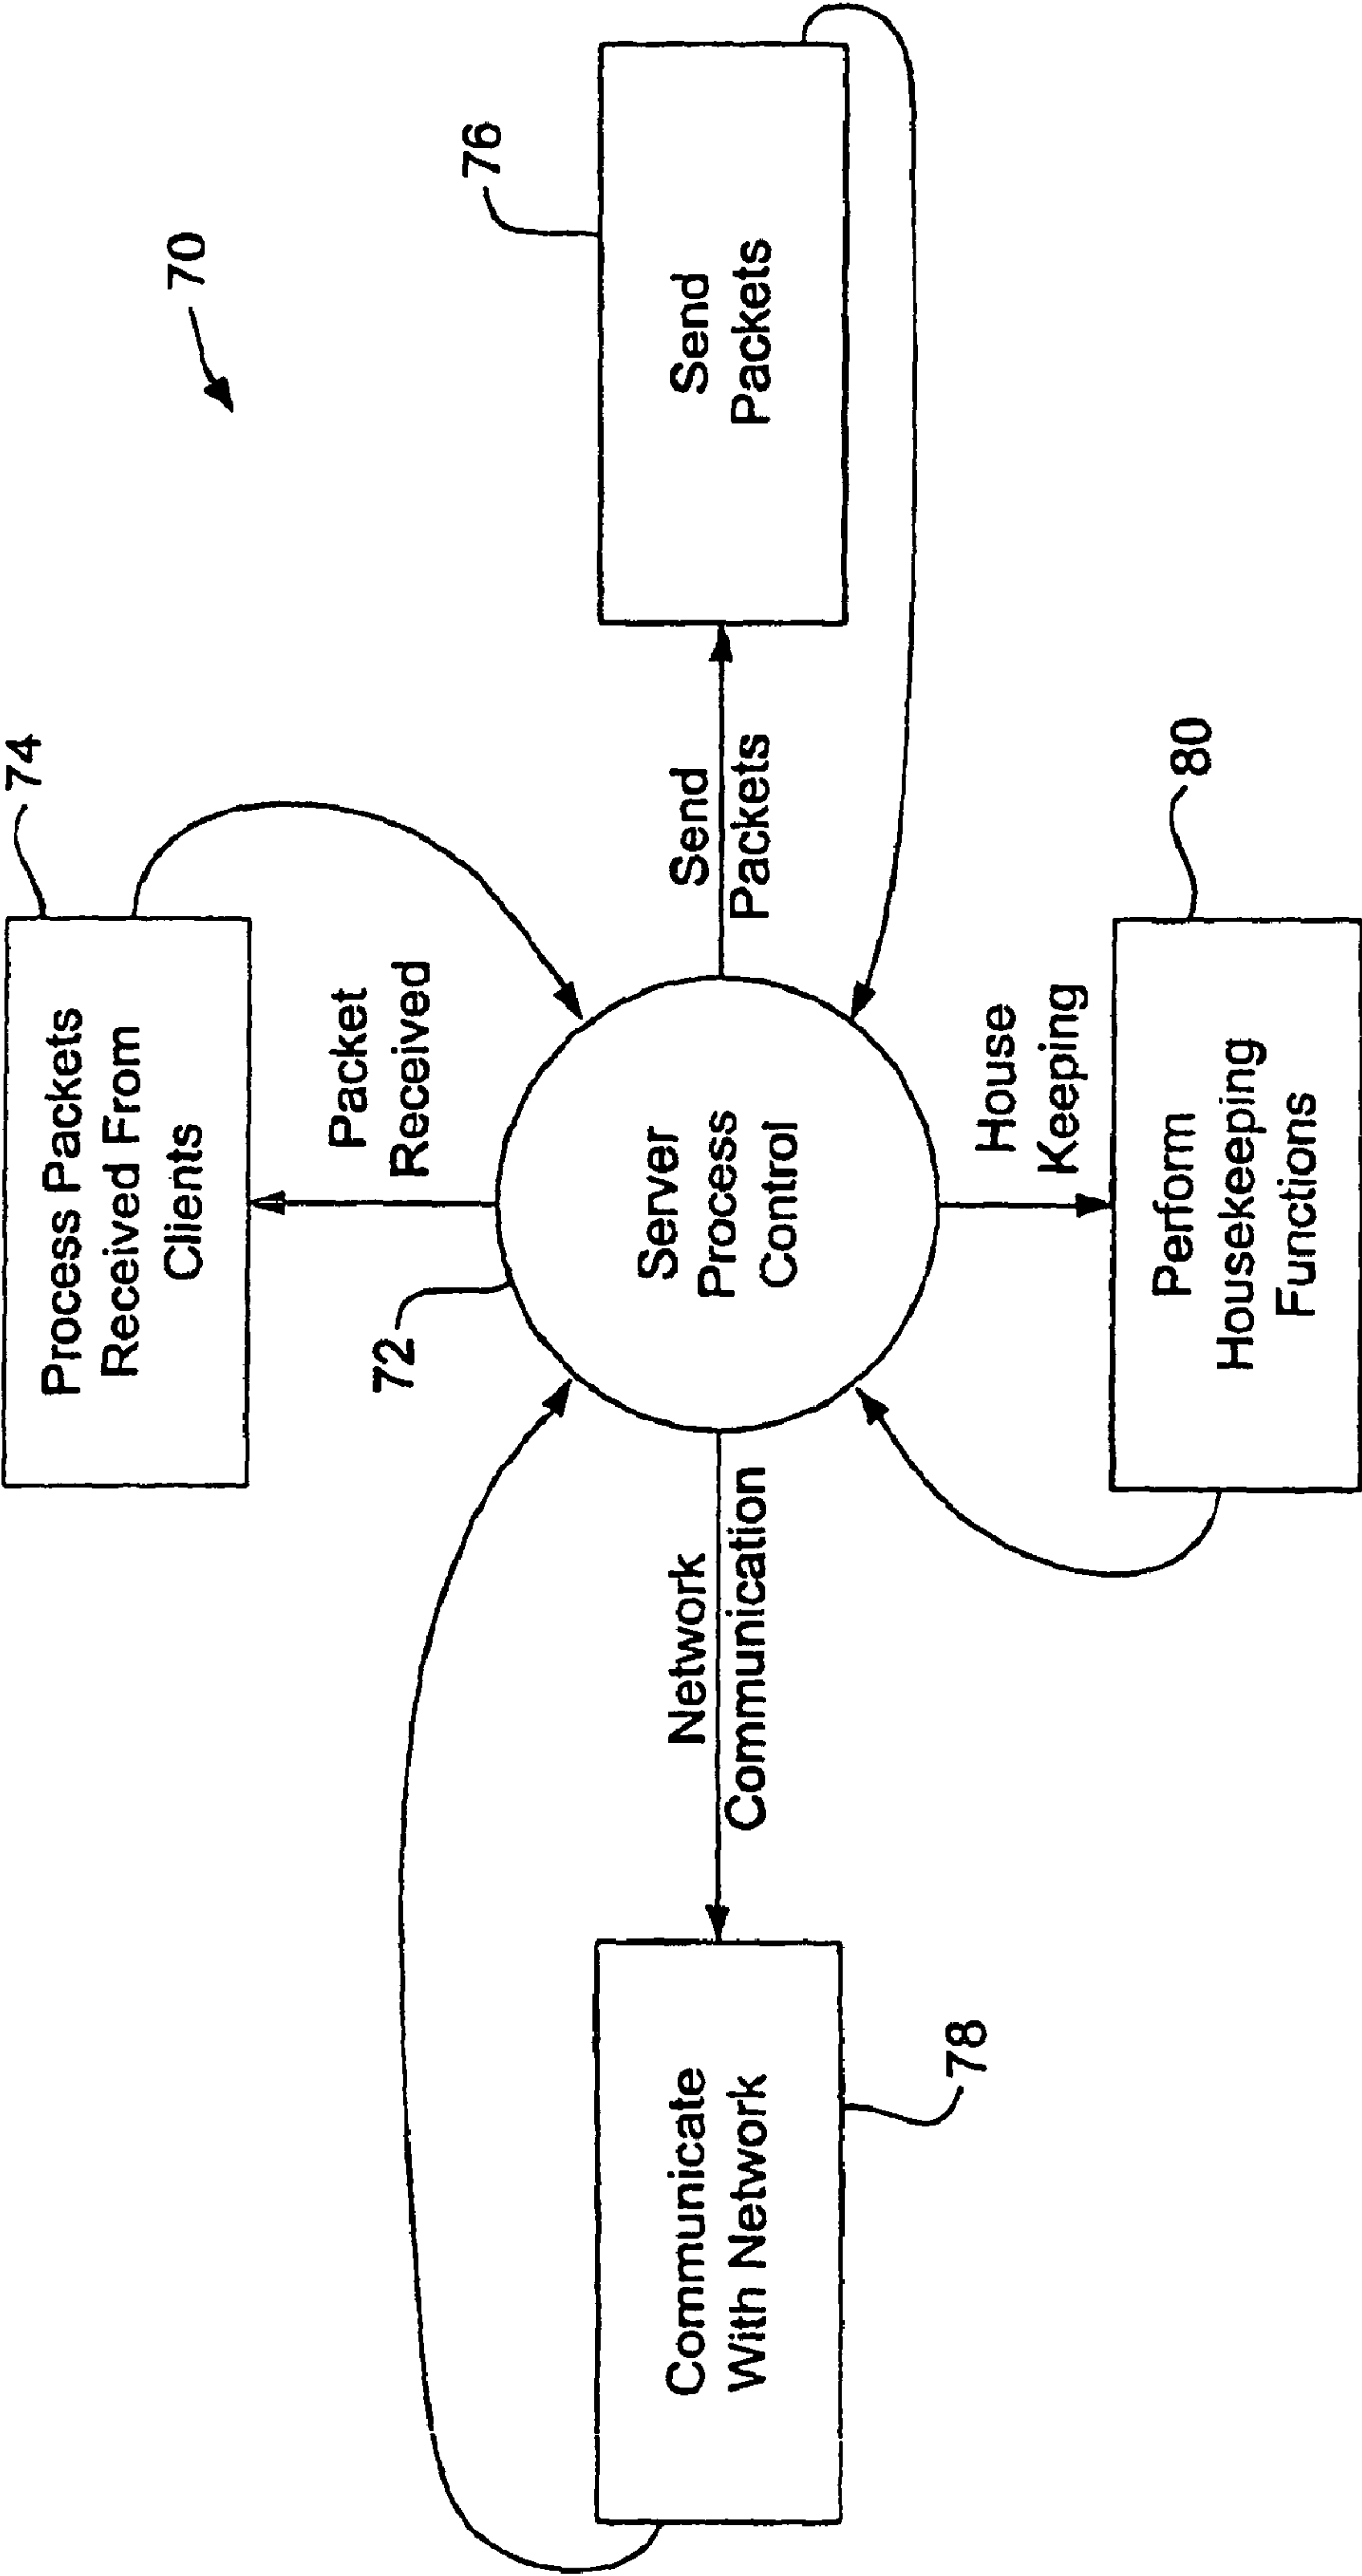 70
74
Process Packets
Received From
Clients
Packet
Received
72
Server
Process
Control
Network
Communication
Communicate
With Network
78
Send
Packets
Send
Packets
76
House
Keeping
Perform
Housekeeping
Functions
80